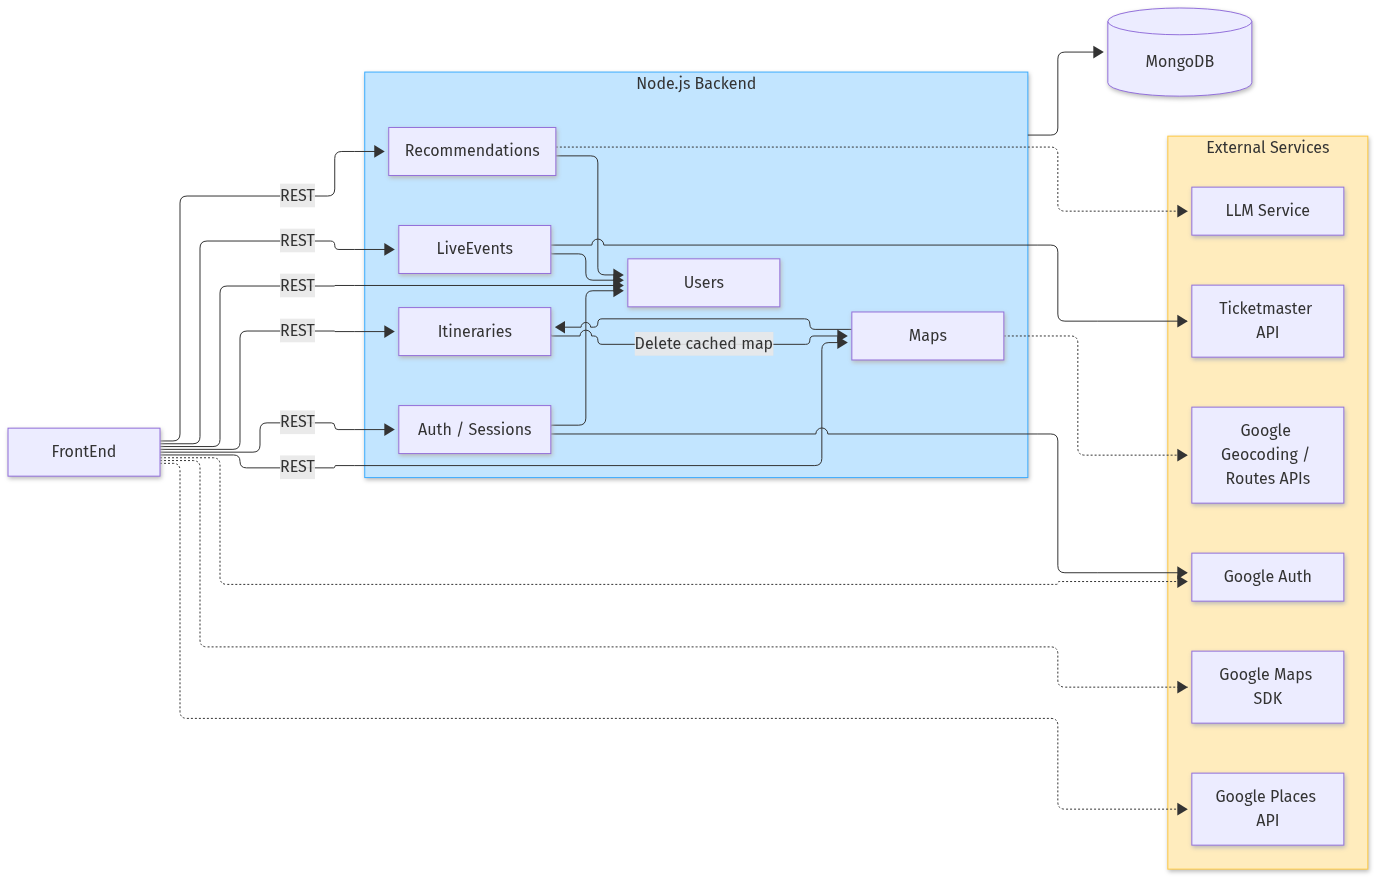 MongoDB
Node.js Backend
External Services
Recommendations
REST
LLM Service
REST
LiveEvents
Users
REST
Ticketmaster
API
REST
Itineraries
Delete cached map
Maps
REST
Auth / Sessions
Google
Geocoding /
Routes APIs
FrontEnd
REST
Google Auth
Google Maps
SDK
Google Places
API